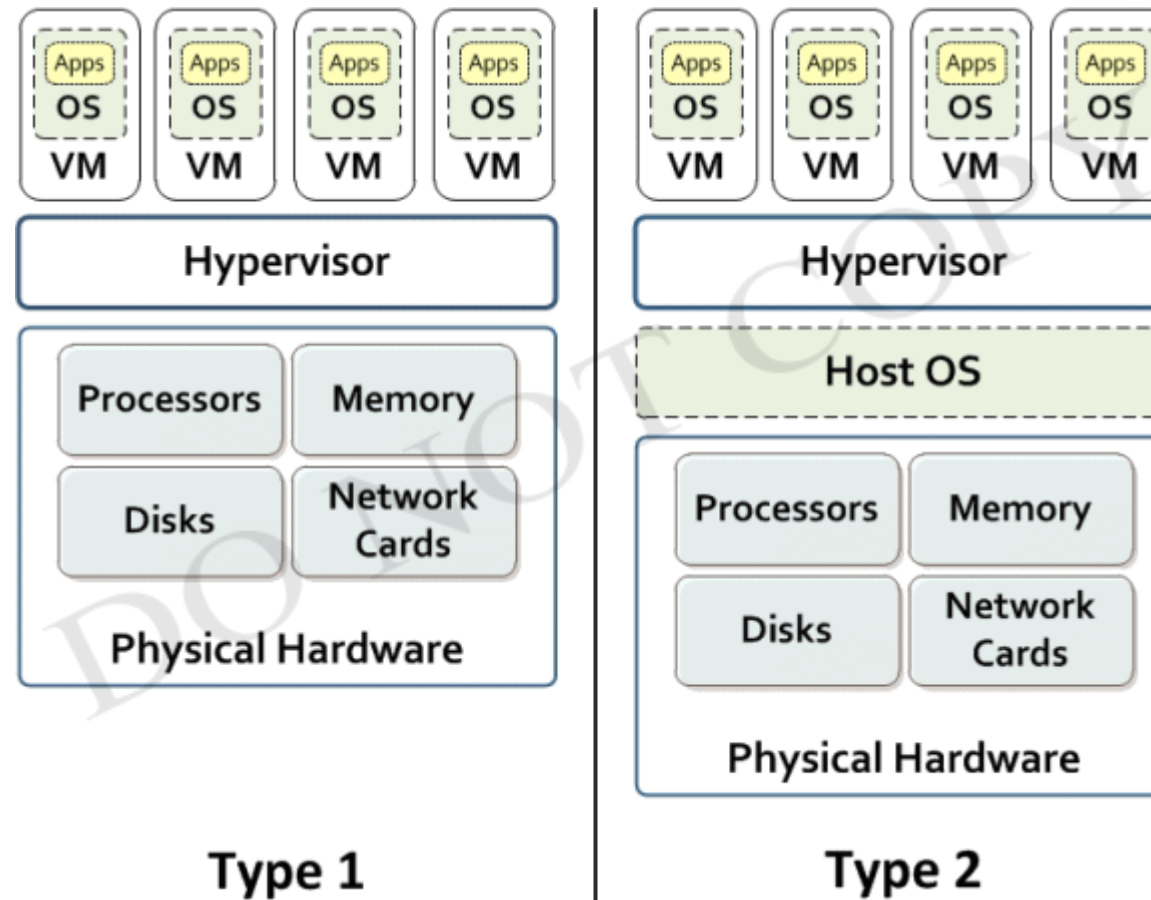 Apps
OS
VM
Apps
OS
VM
Apps
OS
VM
Apps
OS
VM
Hypervisor
Processors
Memory
Disks
Network
Cards
Physical Hardware
Type 1
Apps
OS
VM
Apps
OS
VM
Apps
OS
VM
Apps
OS
VM
Hypervisor
Host OS
Processors
Memory
Disks
Network
Cards
Physical Hardware
Type 2
DO NOT COPY